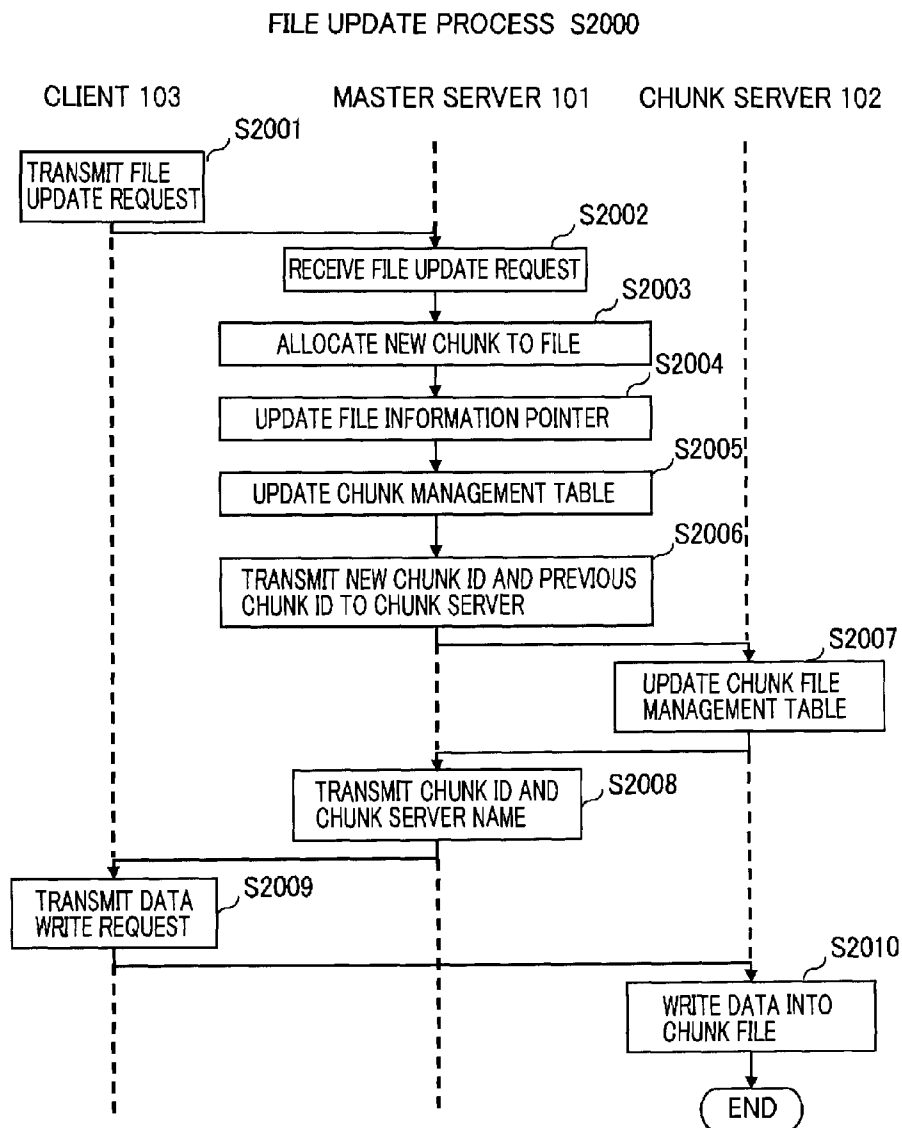 FILE UPDATE PROCESS S2000
CLIENT 103
MASTER SERVER 101
CHUNK SERVER 102
S2001
TRANSMIT FILE
UPDATE REQUEST
S2002
RECEIVE FILE UPDATE REQUEST
S2003
ALLOCATE NEW CHUNK TO FILE
S2004
UPDATE FILE INFORMATION POINTER
S2005
UPDATE CHUNK MANAGEMENT TABLE
S2006
TRANSMIT NEW CHUNK ID AND PREVIOUS
CHUNK ID TO CHUNK SERVER
S2007
UPDATE CHUNK FILE
MANAGEMENT TABLE
TRANSMIT CHUNK ID AND
CHUNK SERVER NAME
S2008
TRANSMIT DATA
WRITE REQUEST
S2009
S2010
WRITE DATA INTO
CHUNK FILE
END